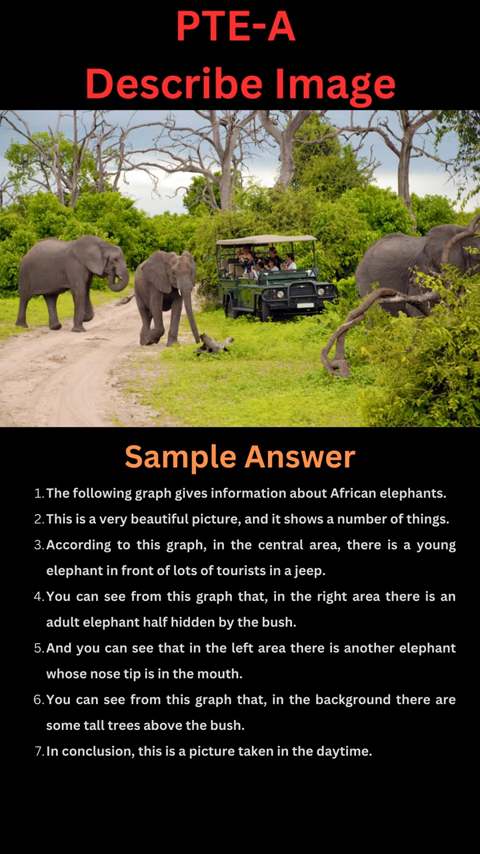 PTE-A
Describe Image
Sample Answer
1. The following graph gives information about African elephants.
2. This is a very beautiful picture, and it shows a number of things.
3. According to this graph, in the central area, there is a young
elephant in front of lots of tourists in a jeep.
4. You can see from this graph that, in the right area there is an
adult elephant half hidden by the bush.
5. And you can see that in the left area there is another elephant
whose nose tip is in the mouth.
6. You can see from this graph that, in the background there are
some tall trees above the bush.
7. In conclusion, this is a picture taken in the daytime.